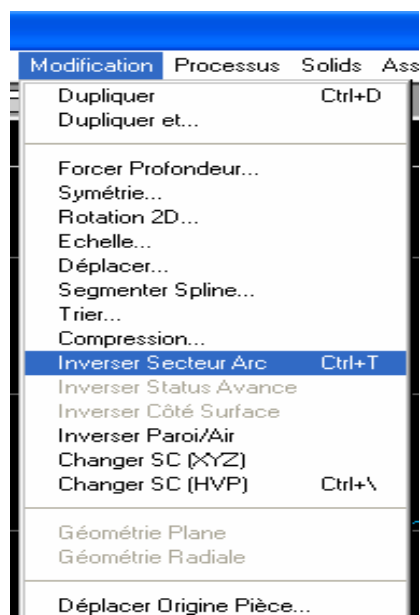 Modification Processus Solids Ass
Dupliquer Ctrl+D
Dupliquer et...
Forcer Profondeur...
Symétrie...
Rotation 2D...
Echelle...
Déplacer...
Segmenter Spline...
Trier...
Compression...
Inverser Secteur Arc Ctrl+T
Inverser Status Avance
Inverser Côté Surface
Inverser Paroi/Air
Changer SC (XYZ)
Changer SC (HVP) Ctrl+\
Géométrie Plane
Géométrie Radiale
Déplacer Origine Pièce...